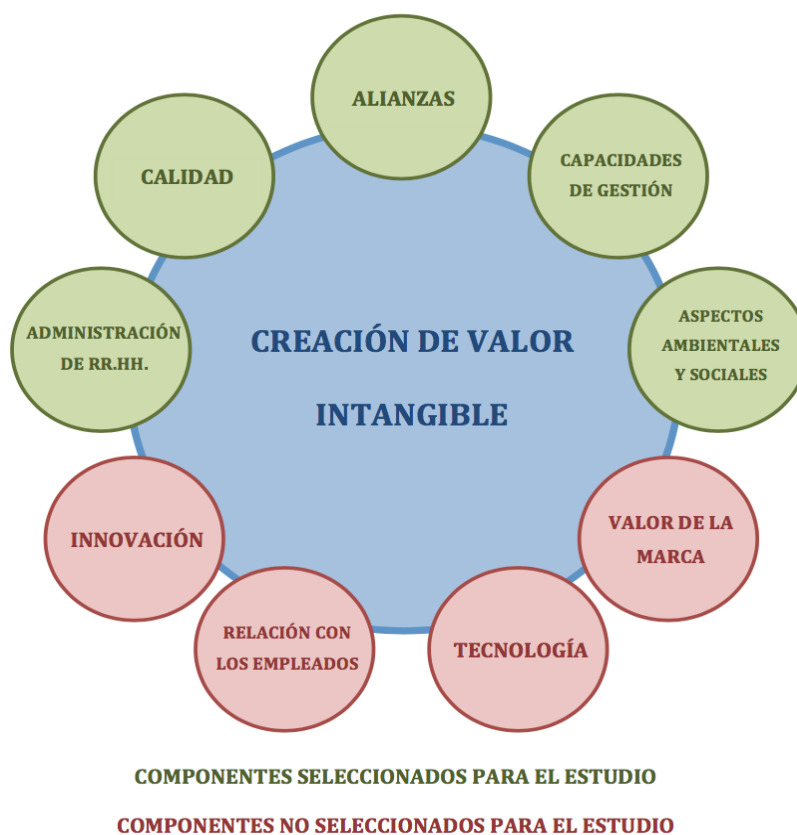 ALIANZAS
CAPACIDADES
DE GESTIÓN
CALIDAD
ASPECTOS
AMBIENTALES
Y SOCIALES
ADMINISTRACIÓN
DE RR.HH.
CREACIÓN DE VALOR
INTANGIBLE
INNOVACIÓN
VALOR DE LA
MARCA
RELACIÓN CON
LOS EMPLEADOS
TECNOLOGÍA
COMPONENTES SELECCIONADOS PARA EL ESTUDIO
COMPONENTES NO SELECCIONADOS PARA EL ESTUDIO